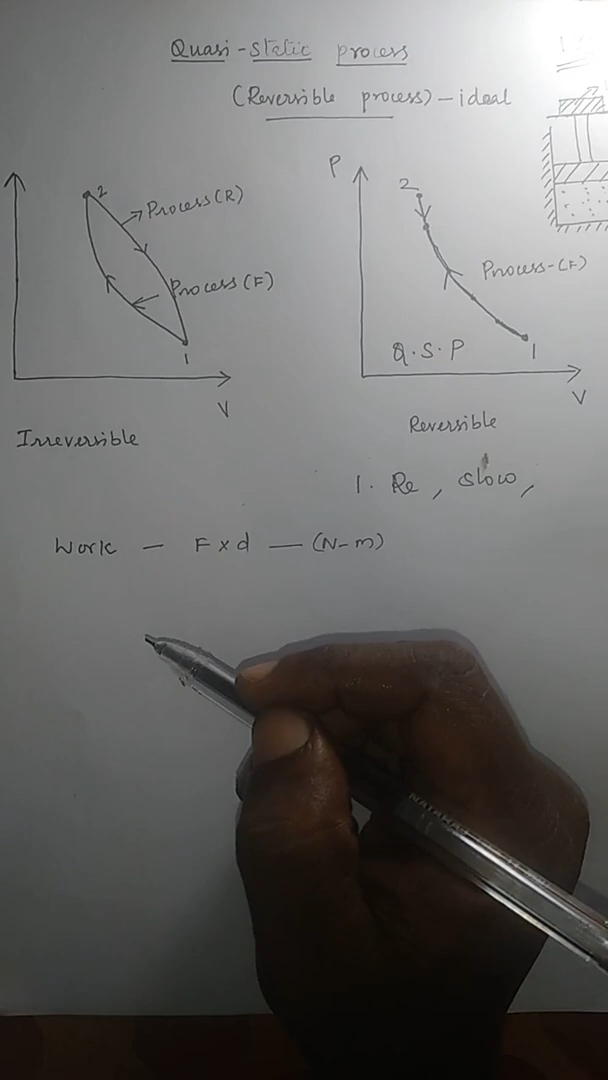 Quasi-static process
(Reversible process) - ideal
2
Process (R)
Process (F)
1
V
Irreversible
P
2
Process-(F)
Q.S.P
1
V
Reversible
1. Re, slow,
Work - F x d - (N-m)